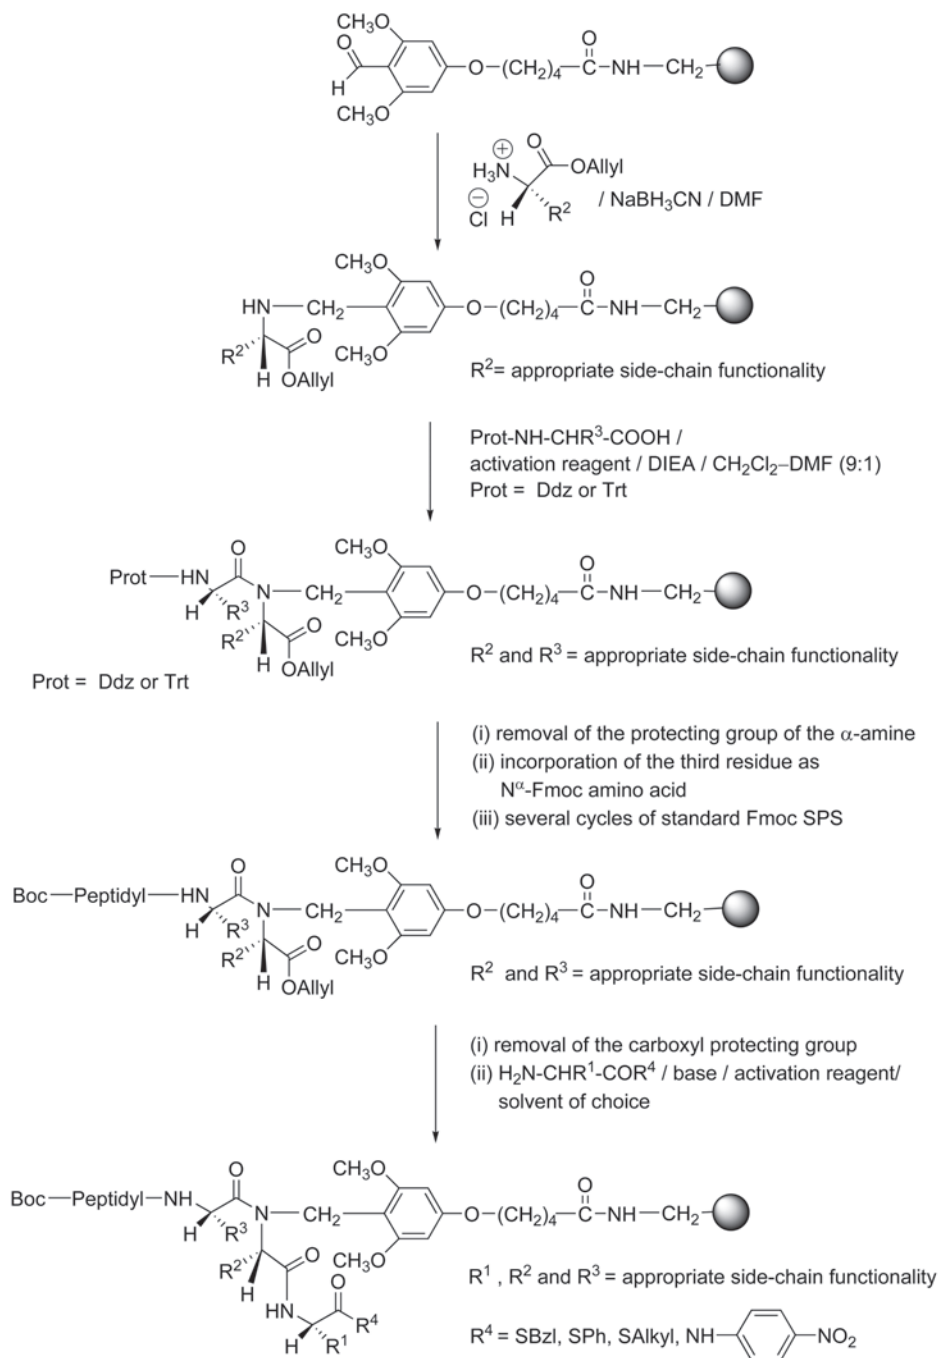 CH₃O
O
H
CH₃O
O—(CH₂)₄—C—NH—CH₂
O
H₃N⊕ O
OAllyl
Cl⊖ H R² / NaBH₃CN / DMF
CH₃O
O
HN—CH₂ O—(CH₂)₄—C—NH—CH₂
R² O CH₃O
H OAllyl
R²= appropriate side-chain functionality
Prot-NH-CHR³-COOH /
activation reagent / DIEA / CH₂Cl₂–DMF (9:1)
Prot = Ddz or Trt
O CH₃O O
Prot—HN N—CH₂ O—(CH₂)₄—C—NH—CH₂
H R³ R² O CH₃O
H OAllyl
R² and R³ = appropriate side-chain functionality
Prot = Ddz or Trt
(i) removal of the protecting group of the α-amine
(ii) incorporation of the third residue as
Nᵅ-Fmoc amino acid
(iii) several cycles of standard Fmoc SPS
O CH₃O O
Boc—Peptidyl—HN N—CH₂ O—(CH₂)₄—C—NH—CH₂
H R³ R² O CH₃O
H OAllyl
R² and R³ = appropriate side-chain functionality
(i) removal of the carboxyl protecting group
(ii) H₂N-CHR¹-COR⁴ / base / activation reagent/
solvent of choice
O CH₃O O
Boc—Peptidyl—NH N—CH₂ O—(CH₂)₄—C—NH—CH₂
H R³ R² O CH₃O
H O
HN R⁴
H R¹
R¹ , R² and R³ = appropriate side-chain functionality
R⁴ = SBzl, SPh, SAlkyl, NH— —NO₂